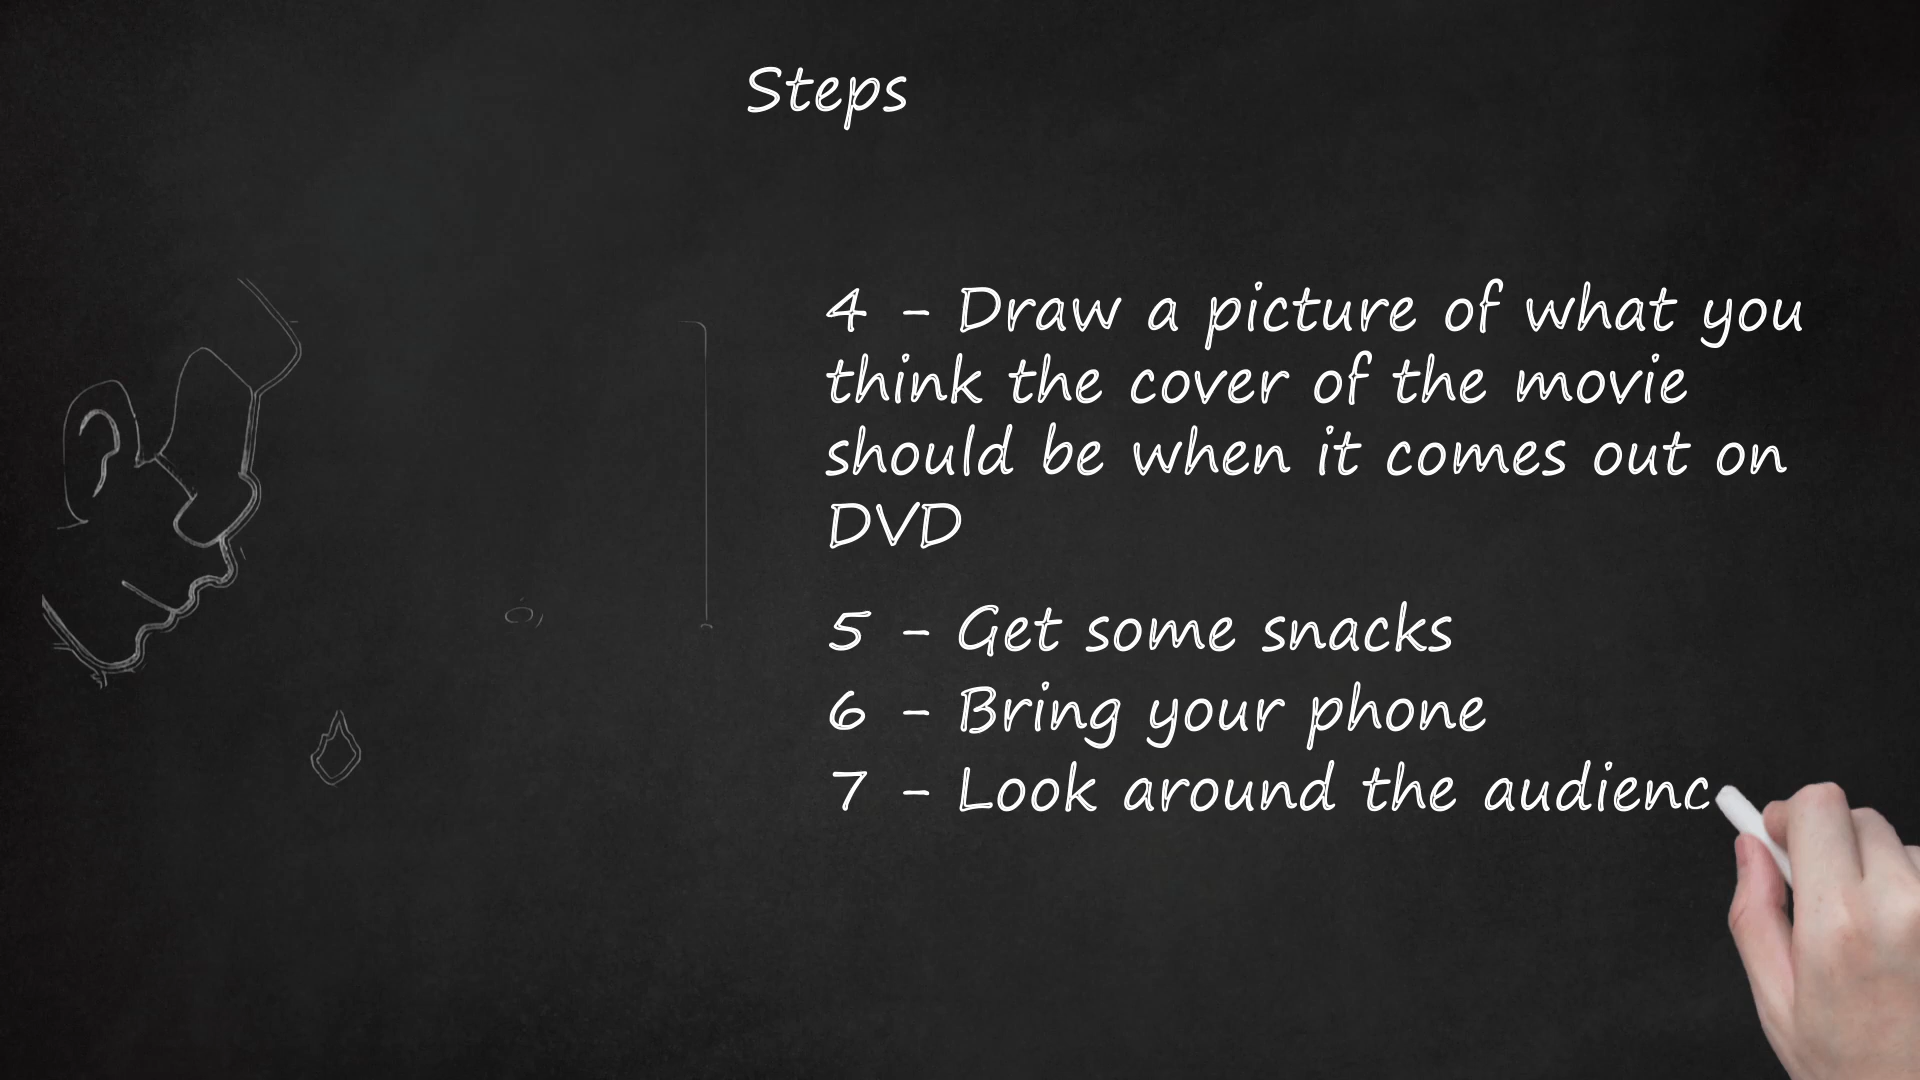 Steps
4 - Draw a picture of what you
think the cover of the movie
should be when it comes out on
DVD
5 - Get some snacks
6 - Bring your phone
7 - Look around the audienc